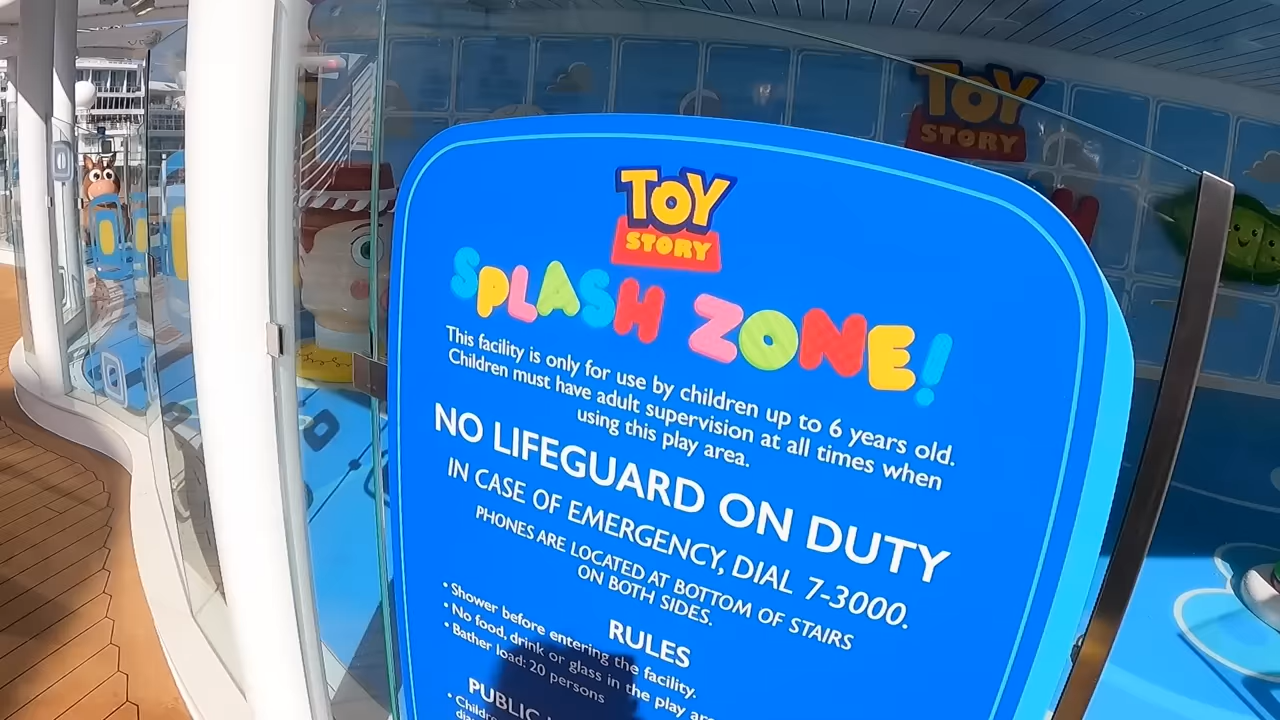 TOY
STORY
TOY
STORY
SPLASH ZONE!
This facility is only for use by children up to 6 years old.
Children must have adult supervision at all times when
using this play area.
NO LIFEGUARD ON DUTY
IN CASE OF EMERGENCY, DIAL 7-3000.
PHONES ARE LOCATED AT BOTTOM OF STAIRS
ON BOTH SIDES.
RULES
• Shower before entering the facility.
• No food, drink or glass in the play
• Bather load: 20 persons
PUBLIC